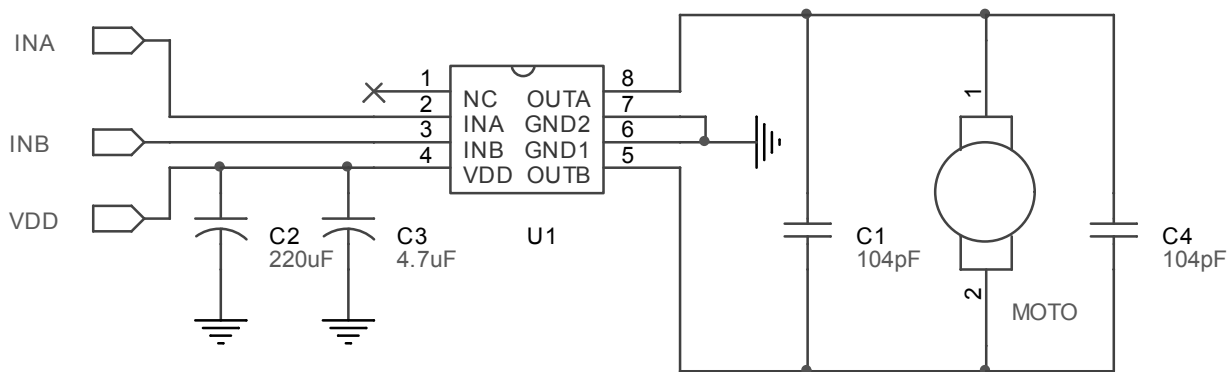 INA
INB
VDD
1
2
3
4
NC OUTA
INA GND2
INB GND1
VDD OUTB
8
7
6
5
U1
C2
220uF
C3
4.7uF
C1
104pF
1
2
MOTO
C4
104pF